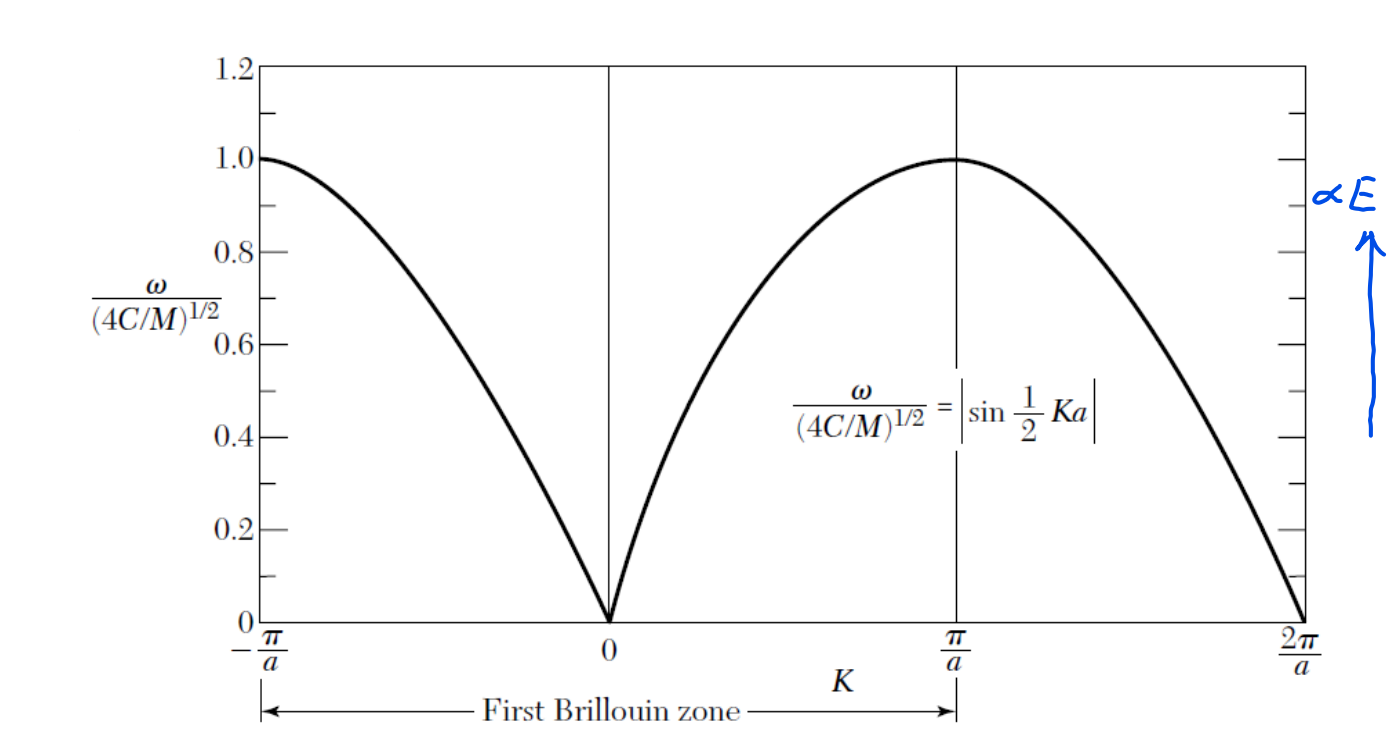 1.2
1.0
∝E
0.8
ω/(4C/M)^1/2
0.6
ω/(4C/M)^1/2 = |sin 1/2 Ka|
0.4
0.2
0
−π/a
0
π/a
2π/a
K
First Brillouin zone